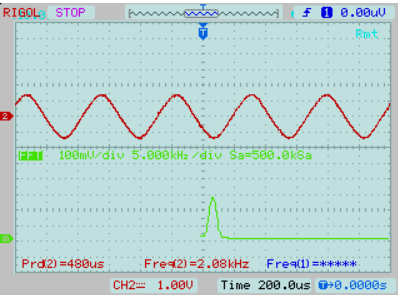 RIGOL STOP 1 0.00uV
Rmt
2
FFT 100mV/div 5.000kHz/div Sa=500.0kSa
Prd(2)=480us Freq(2)=2.08kHz Freq(1)=*****
CH2 1.00V Time 200.0us 0.0000s